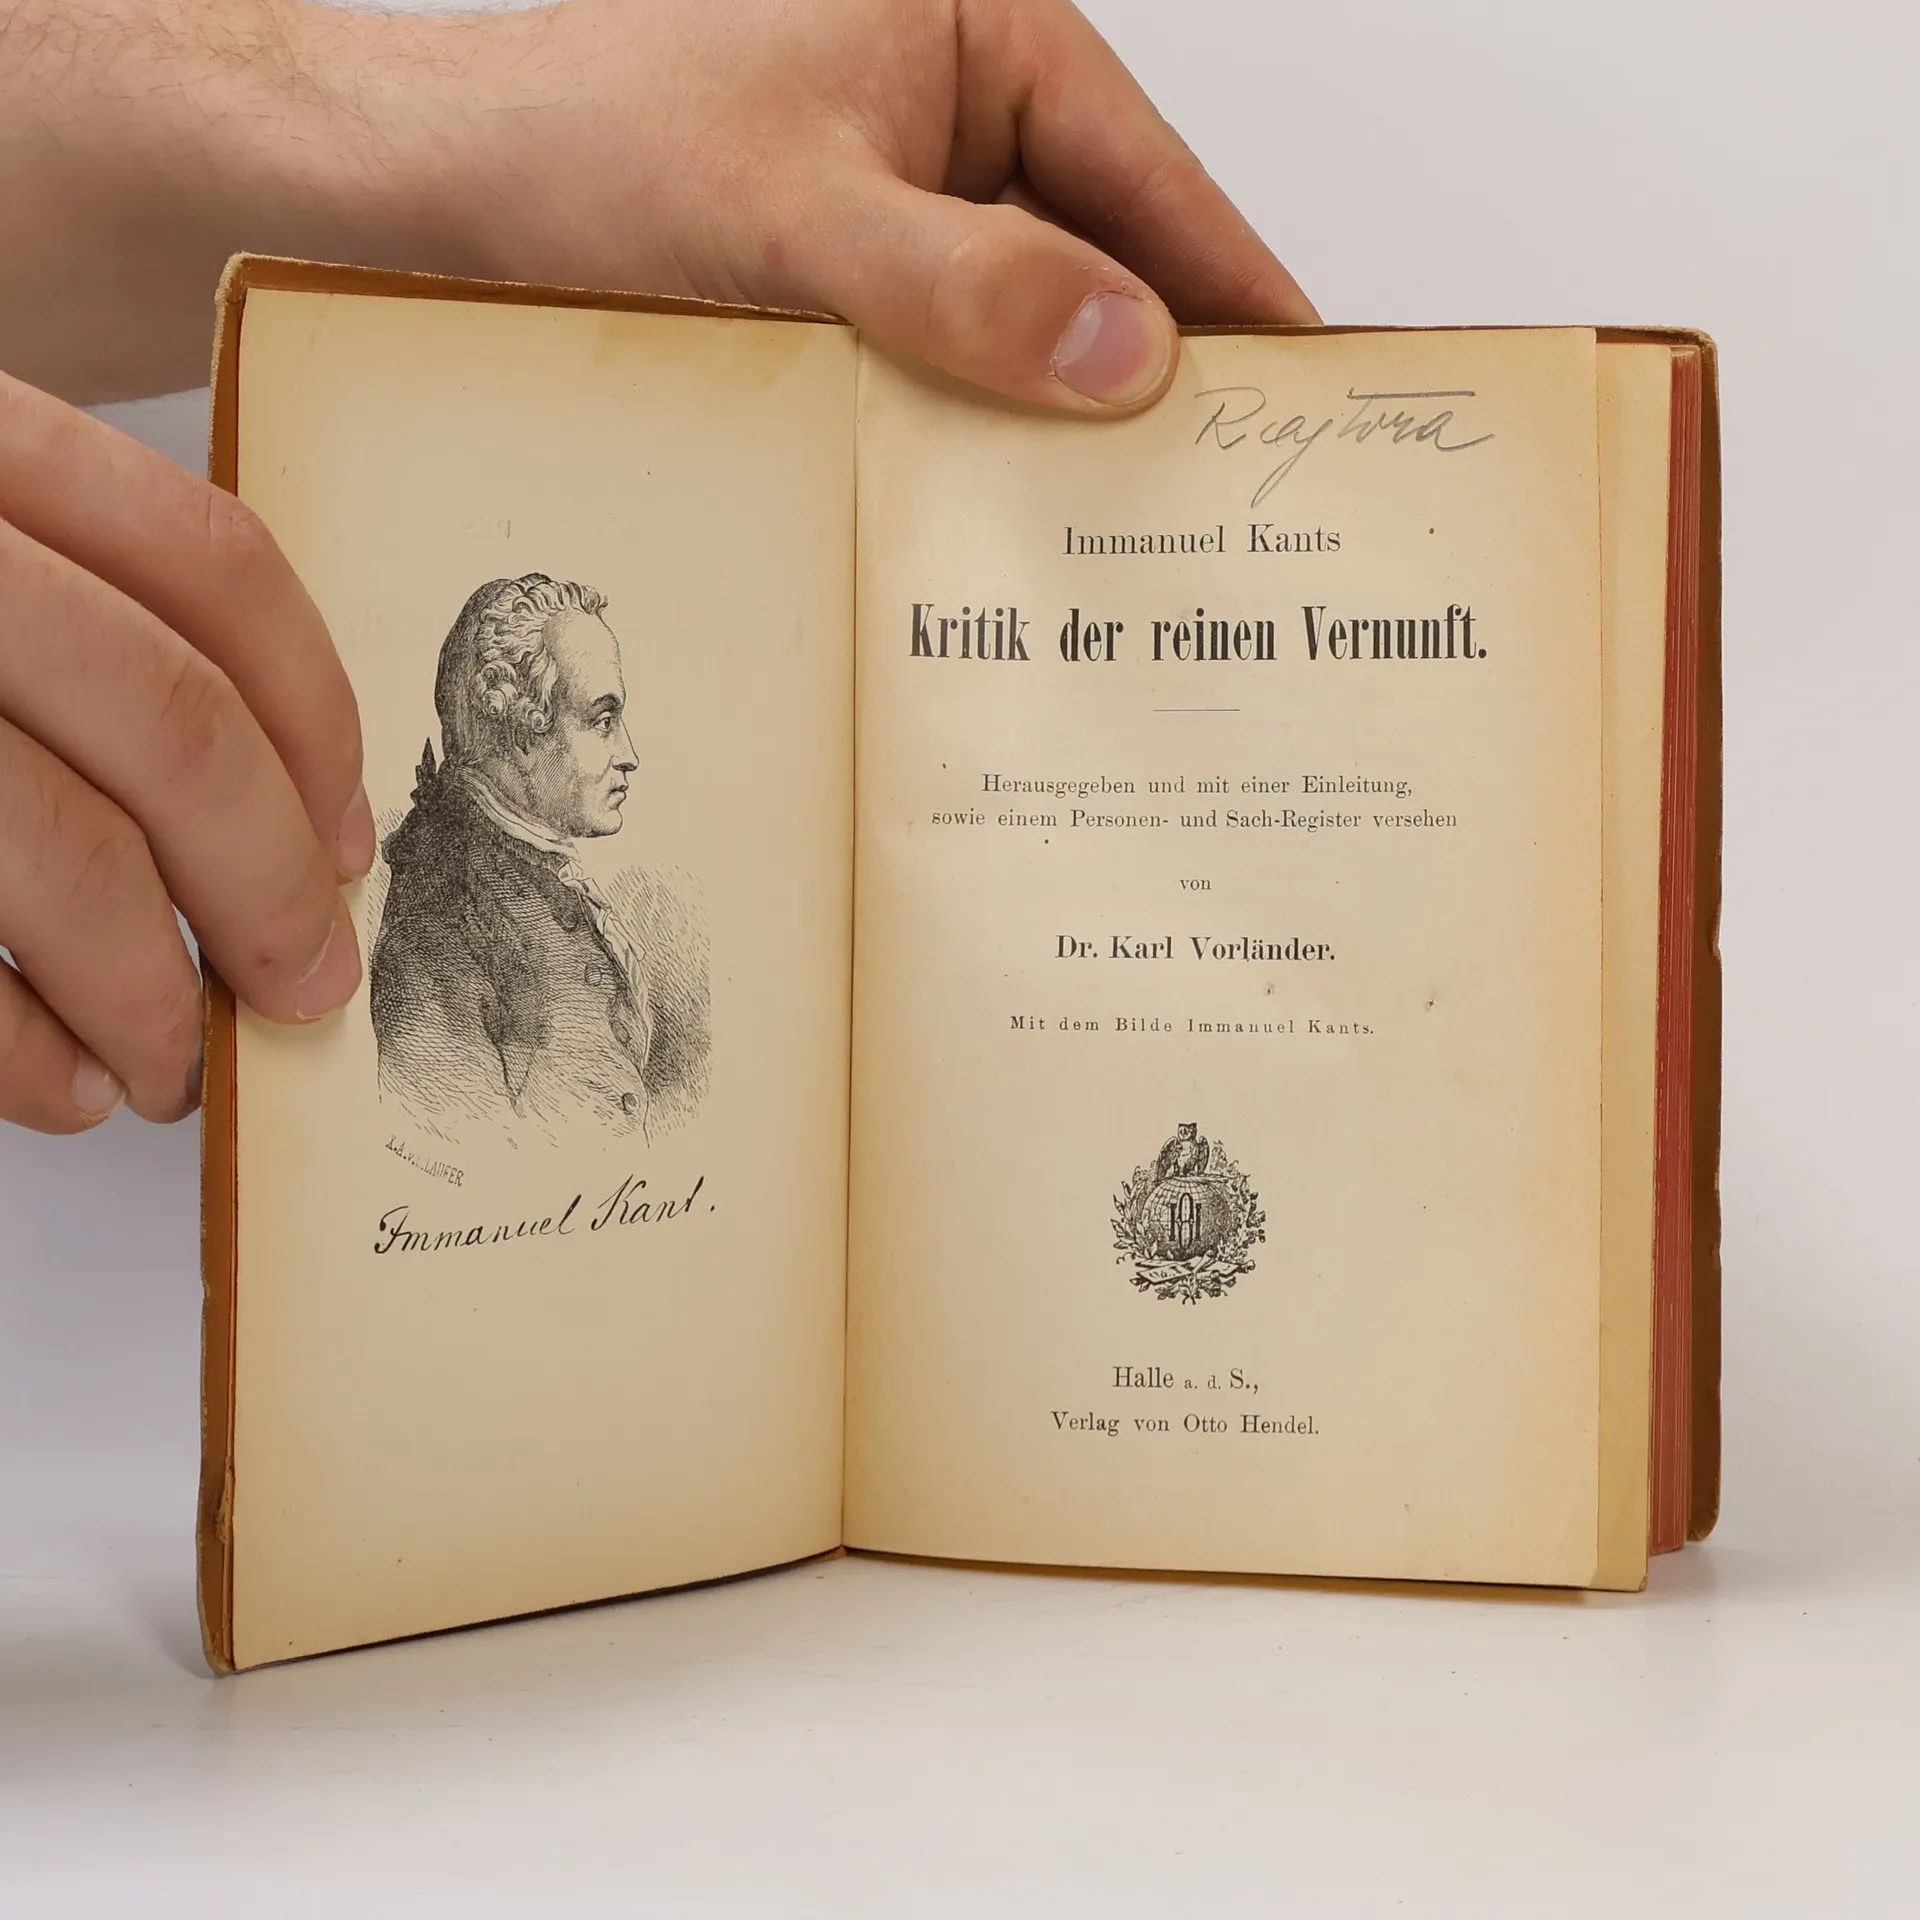 Immanuel Kant.
Immanuel Kants
Kritik der reinen Vernunft.
Herausgegeben und mit einer Einleitung,
sowie einem Personen- und Sach-Register versehen
von
Dr. Karl Vorländer.
Mit dem Bilde Immanuel Kants.
Halle a. d. S.,
Verlag von Otto Hendel.